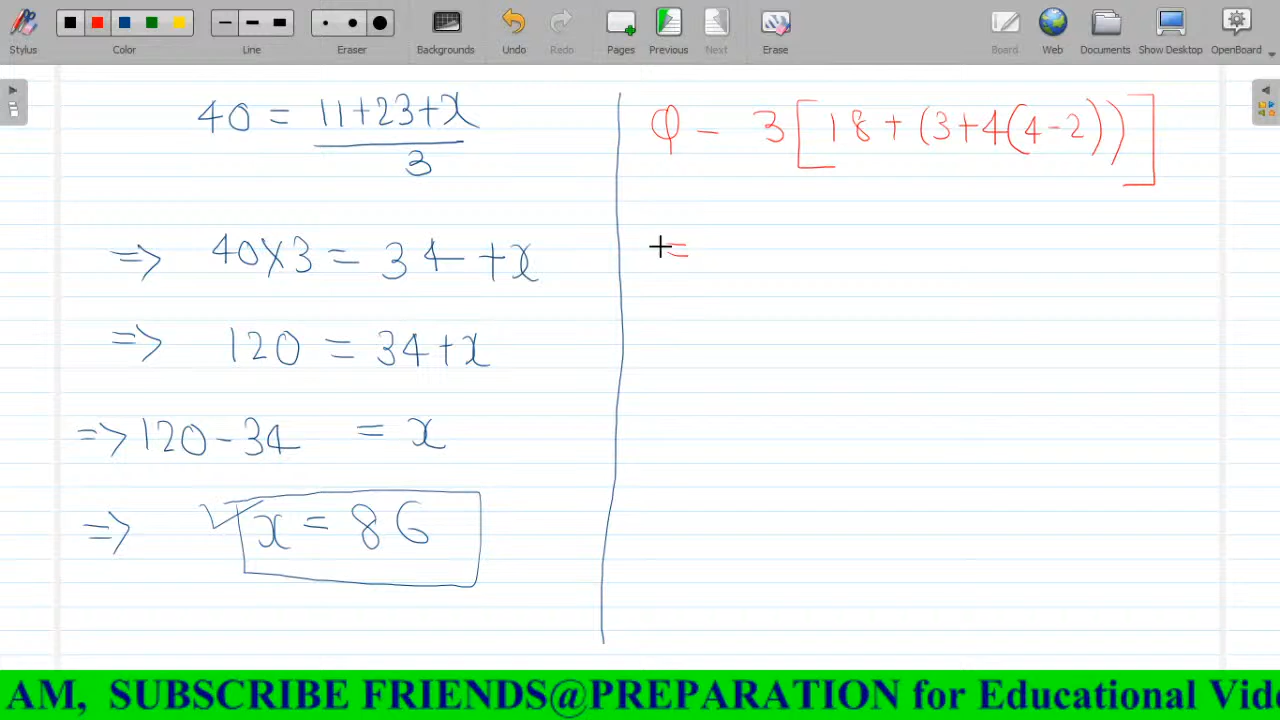 Stylus Color Line Eraser Backgrounds Undo Redo Pages Previous Next Erase Board Web Documents Show Desktop OpenBoard
40 = 11+23+x
3
=> 40×3 = 34 +x
=> 120 = 34+x
=> 120-34 = x
=> x = 86
φ - 3[18+(3+4(4-2))]
=
AM, SUBSCRIBE FRIENDS@PREPARATION for Educational Vid